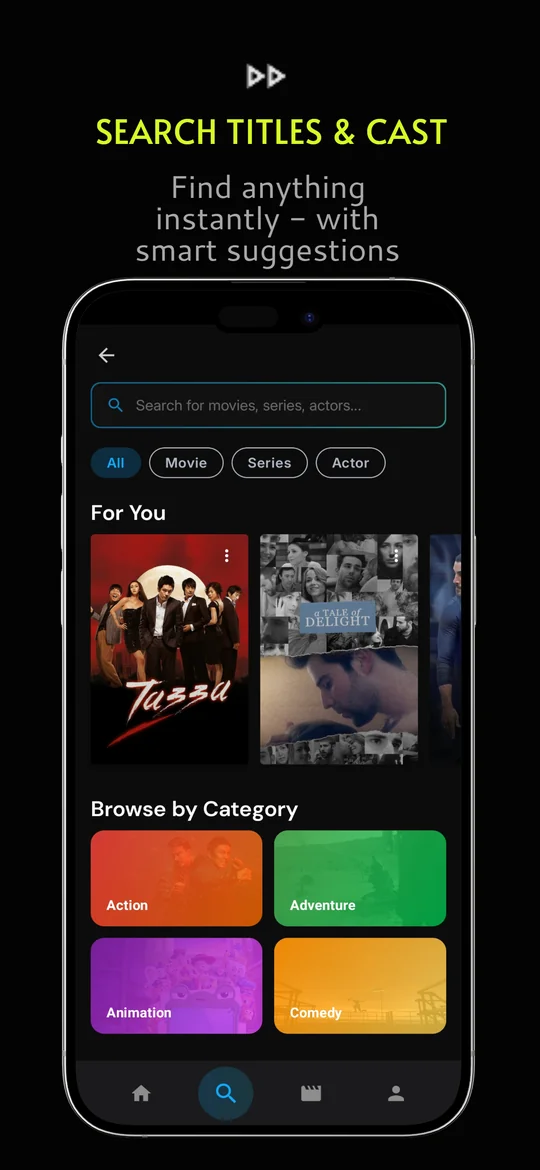 SEARCH TITLES & CAST
Find anything
instantly - with
smart suggestions
Search for movies, series, actors...
All Movie Series Actor
For You
Tazza
a TALE of
DELIGHT
Browse by Category
Action Adventure
Animation Comedy